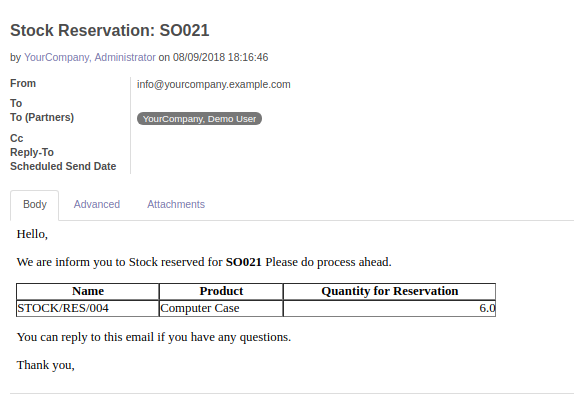 Stock Reservation: SO021
by YourCompany, Administrator on 08/09/2018 18:16:46
From info@yourcompany.example.com
To
To (Partners) YourCompany, Demo User
Cc
Reply-To
Scheduled Send Date
Body Advanced Attachments
Hello,
We are inform you to Stock reserved for SO021 Please do process ahead.
Name Product Quantity for Reservation
STOCK/RES/004 Computer Case 6.0
You can reply to this email if you have any questions.
Thank you,